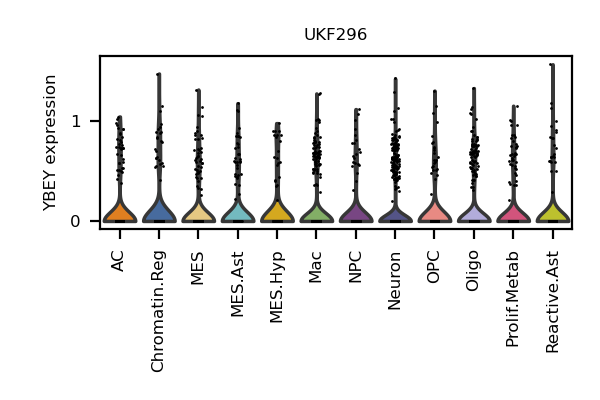 UKF296
YBEY expression
1
0
AC
Chromatin.Reg
MES
MES.Ast
MES.Hyp
Mac
NPC
Neuron
OPC
Oligo
Prolif.Metab
Reactive.Ast